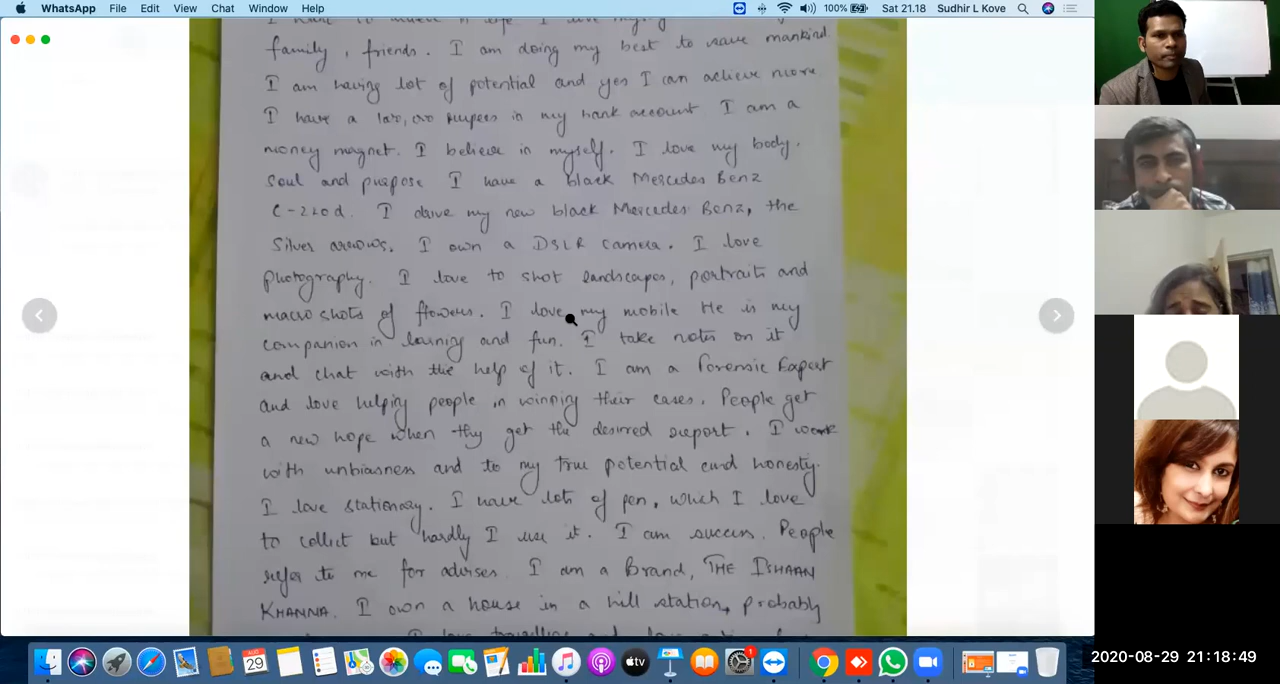 WhatsApp File Edit View Chat Window Help 100% Sat 21.18 Sudhir L Kove
family, friends. I am doing my best to save mankind.
I am having lot of potential and yes I can achieve more
I have a rupees in my bank account I am a
money magnet. I believe in myself. I love my body.
soul and purpose I have a black Mercedes Benz
C-220d. I drive my new black Mercedes Benz, the
Silver arrows. I own a DSLR camera. I love
photography. I love to shot landscapes, portraits and
macro shots of flowers. I love my mobile He is my
companion in learning and fun. I take notes on it
and chat with the help of it. I am a Forensic Expert
and love helping people in winning their cases. People get
a new hope when they get the desired support. I work
with unbiasness and to my true potential and honesty.
I love stationary. I have lots of pen, which I love
to collect but hardly I use it. I am success. People
refer to me for advises. I am a Brand, THE ISHAAN
KHANNA. I own a house in a hill station, probably
I love travelling and
AUG
29
tv
1
2020-08-29 21:18:49